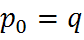 p₀ = q